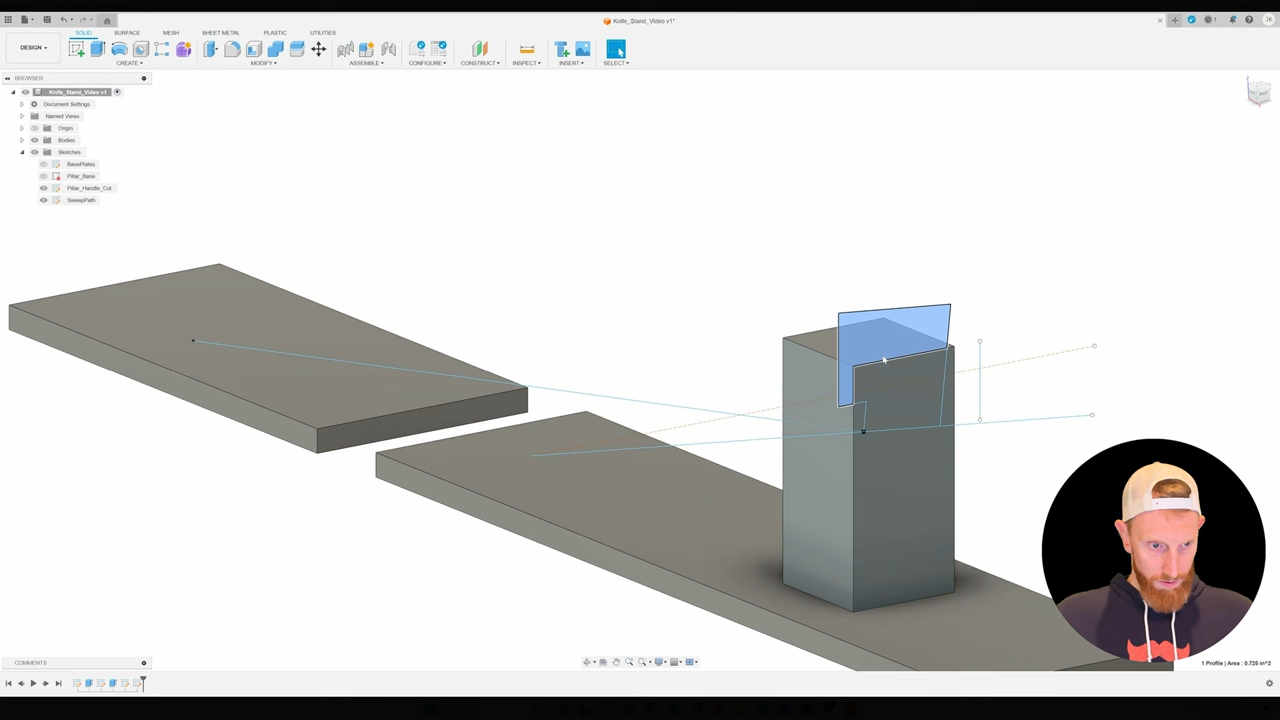 Knife_Stand_Video v1*
1
JK
DESIGN
SOLID
SURFACE
MESH
SHEET METAL
PLASTIC
UTILITIES
CREATE
MODIFY
ASSEMBLE
CONFIGURE
CONSTRUCT
INSPECT
INSERT
SELECT
BROWSER
Knife_Stand_Video v1
Document Settings
Named Views
Origin
Bodies
Sketches
BasePlates
Pillar_Base
Pillar_Handle_Cut
SweepPath
COMMENTS
1 Profile | Area : 0.725 in^2